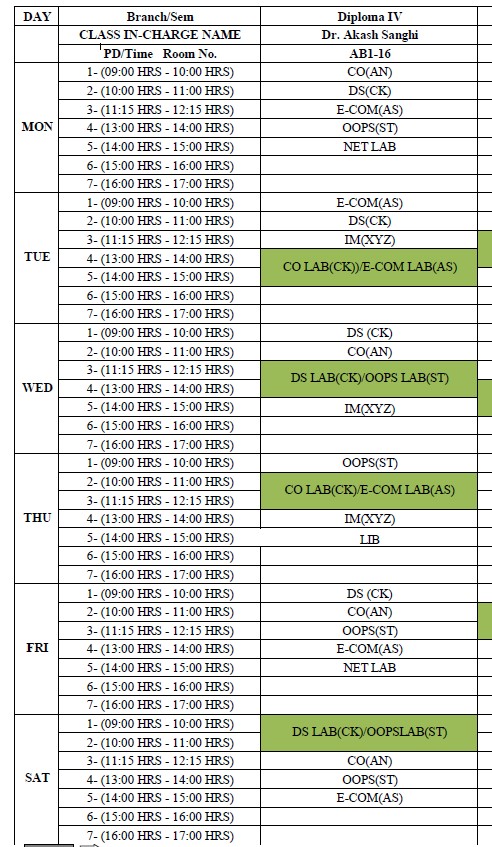 DAY Branch/Sem Diploma IV
CLASS IN-CHARGE NAME Dr. Akash Sanghi
PD/Time Room No. AB1-16
MON
1- (09:00 HRS - 10:00 HRS) CO(AN)
2- (10:00 HRS - 11:00 HRS) DS(CK)
3- (11:15 HRS - 12:15 HRS) E-COM(AS)
4- (13:00 HRS - 14:00 HRS) OOPS(ST)
5- (14:00 HRS - 15:00 HRS) NET LAB
6- (15:00 HRS - 16:00 HRS)
7- (16:00 HRS - 17:00 HRS)
TUE
1- (09:00 HRS - 10:00 HRS) E-COM(AS)
2- (10:00 HRS - 11:00 HRS) DS(CK)
3- (11:15 HRS - 12:15 HRS) IM(XYZ)
4- (13:00 HRS - 14:00 HRS) CO LAB(CK))/E-COM LAB(AS)
5- (14:00 HRS - 15:00 HRS)
6- (15:00 HRS - 16:00 HRS)
7- (16:00 HRS - 17:00 HRS)
WED
1- (09:00 HRS - 10:00 HRS) DS (CK)
2- (10:00 HRS - 11:00 HRS) CO(AN)
3- (11:15 HRS - 12:15 HRS) DS LAB(CK)/OOPS LAB(ST)
4- (13:00 HRS - 14:00 HRS)
5- (14:00 HRS - 15:00 HRS) IM(XYZ)
6- (15:00 HRS - 16:00 HRS)
7- (16:00 HRS - 17:00 HRS)
THU
1- (09:00 HRS - 10:00 HRS) OOPS(ST)
2- (10:00 HRS - 11:00 HRS) CO LAB(CK/E-COM LAB(AS)
3- (11:15 HRS - 12:15 HRS)
4- (13:00 HRS - 14:00 HRS) IM(XYZ)
5- (14:00 HRS - 15:00 HRS) LIB
6- (15:00 HRS - 16:00 HRS)
7- (16:00 HRS - 17:00 HRS)
FRI
1- (09:00 HRS - 10:00 HRS) DS (CK)
2- (10:00 HRS - 11:00 HRS) CO(AN)
3- (11:15 HRS - 12:15 HRS) OOPS(ST)
4- (13:00 HRS - 14:00 HRS) E-COM(AS)
5- (14:00 HRS - 15:00 HRS) NET LAB
6- (15:00 HRS - 16:00 HRS)
7- (16:00 HRS - 17:00 HRS)
SAT
1- (09:00 HRS - 10:00 HRS) DS LAB(CK)/OOPSLAB(ST)
2- (10:00 HRS - 11:00 HRS)
3- (11:15 HRS - 12:15 HRS) CO(AN)
4- (13:00 HRS - 14:00 HRS) OOPS(ST)
5- (14:00 HRS - 15:00 HRS) E-COM(AS)
6- (15:00 HRS - 16:00 HRS)
7- (16:00 HRS - 17:00 HRS)